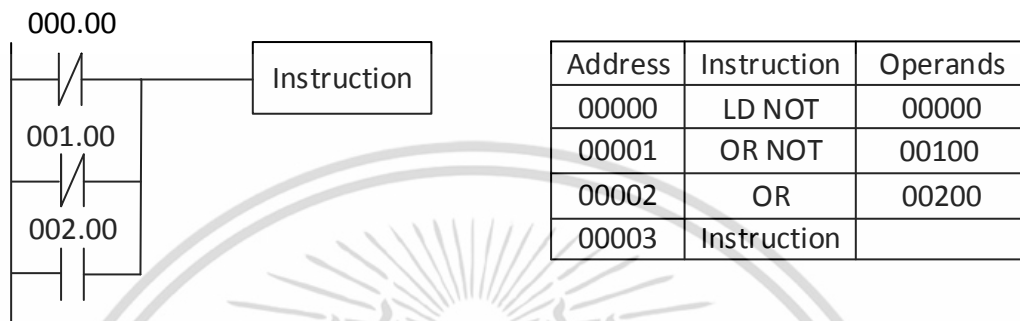 000.00
Instruction
001.00
002.00
Address Instruction Operands
00000 LD NOT 00000
00001 OR NOT 00100
00002 OR 00200
00003 Instruction